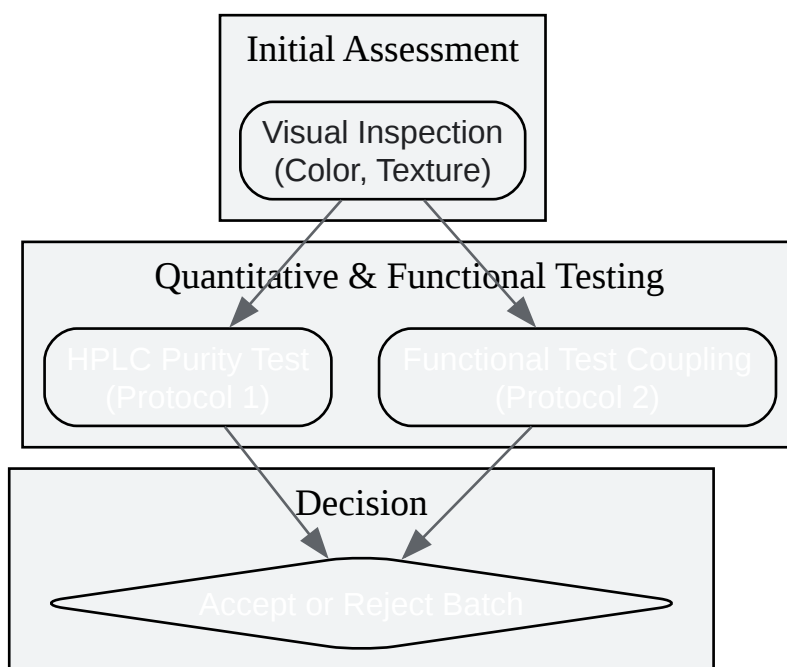 Initial Assessment
Visual Inspection
(Color, Texture)
Quantitative & Functional Testing
HPLC Purity Test
(Protocol 1)
Functional Test Coupling
(Protocol 2)
Decision
Accept or Reject Batch